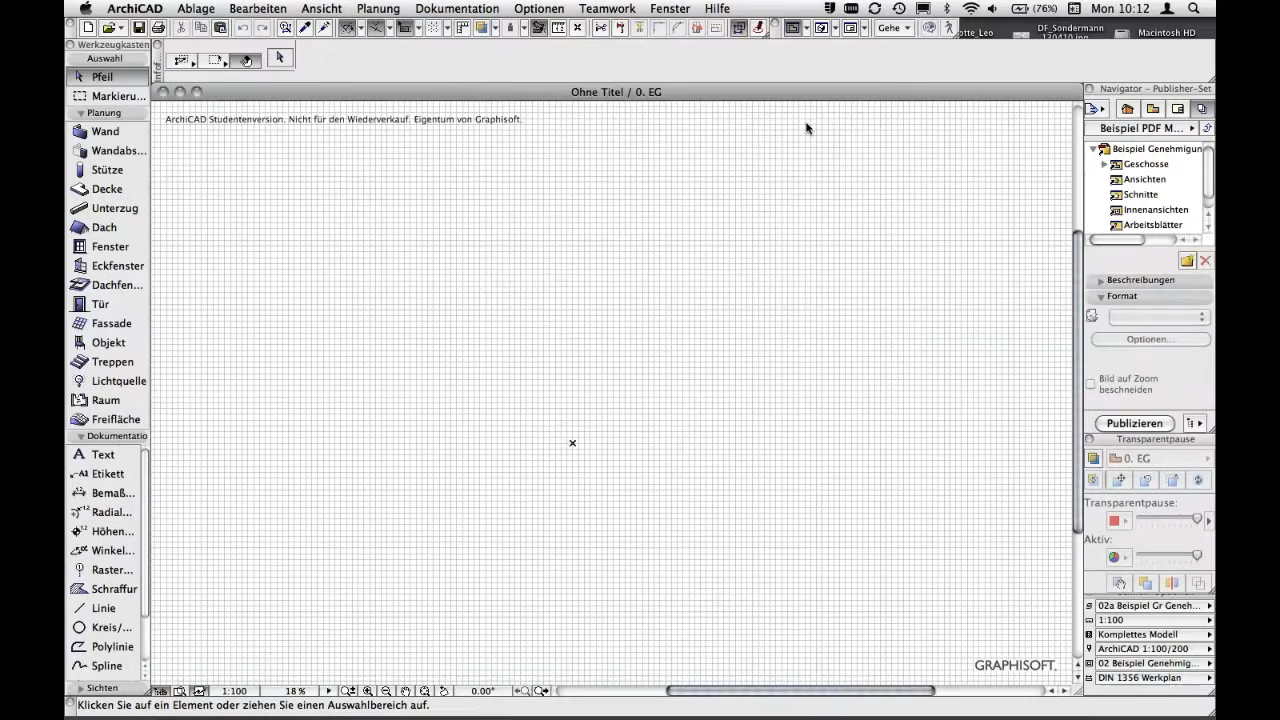 ArchiCAD Ablage Bearbeiten Ansicht Planung Dokumentation Optionen Teamwork Fenster Hilfe (76%) Mon 10:12
Gehe
otte_Leo
DF_Sondermann
Macintosh HD
Werkzeugkasten
Auswahl
Pfeil
Markieru...
Planung
Wand
Wandabs...
Stütze
Decke
Unterzug
Dach
Fenster
Eckfenster
Dachfen...
Tür
Fassade
Objekt
Treppen
Lichtquelle
Raum
Freifläche
Dokumentatio
Text
Etikett
Bemaß...
Radial...
Höhen...
Winkel...
Raster...
Schraffur
Linie
Kreis/...
Polylinie
Spline
Sichten
Ohne Titel / 0. EG
ArchiCAD Studentenversion. Nicht für den Wiederverkauf. Eigentum von Graphisoft.
GRAPHISOFT.
1:100 18 % 0.00°
Klicken Sie auf ein Element oder ziehen Sie einen Auswahlbereich auf.
Navigator - Publisher-Set
Beispiel PDF M...
Beispiel Genehmigun
Geschosse
Ansichten
Schnitte
Innenansichten
Arbeitsblätter
Beschreibungen
Format
Optionen...
Bild auf Zoom
beschneiden
Publizieren
Transparentpause
0. EG
Transparentpause:
Aktiv:
02a Beispiel Gr Geneh...
1:100
Komplettes Modell
ArchiCAD 1:100/200
02 Beispiel Genehmig...
DIN 1356 Werkplan